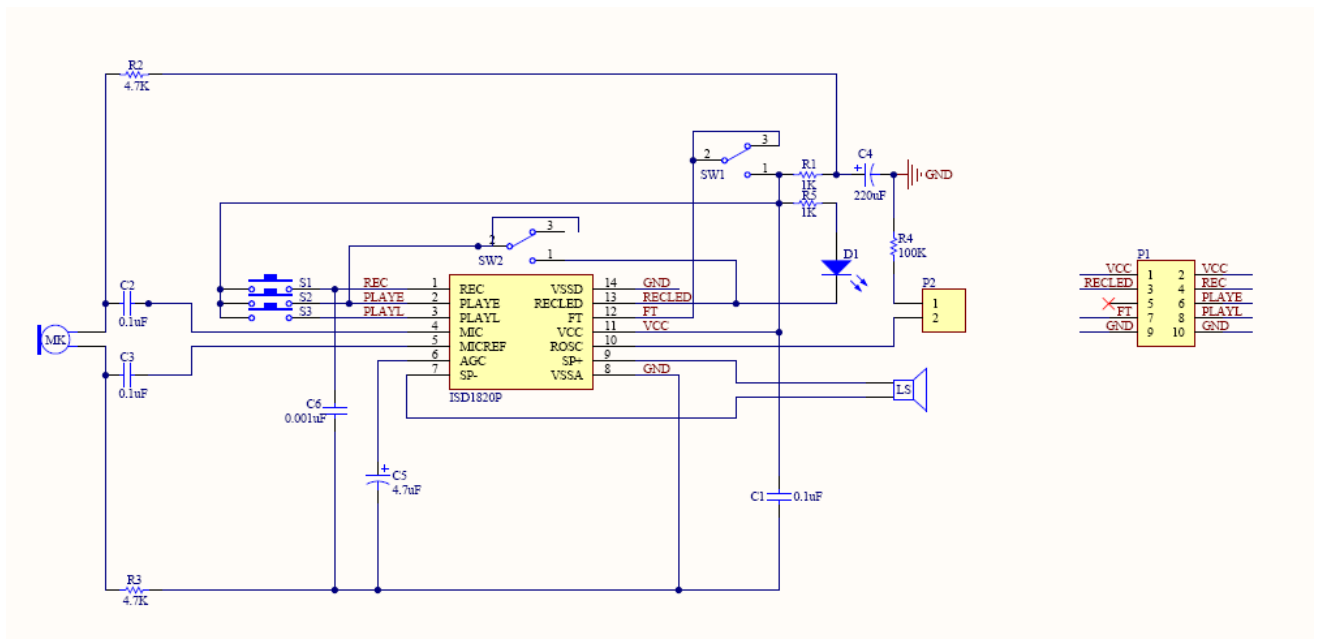 R2
4.7K
3
2
SW1
1
R1
1K
C4
+
220uF
GND
R5
1K
3
2
SW2
1
D1
R4
100K
P1
S1
S2
S3
REC
PLAYE
PLAYL
1
2
3
4
5
6
7
REC
PLAYE
PLAYL
MIC
MICREF
AGC
SP-
VSSD
RECLED
FT
VCC
ROSC
SP+
VSSA
14
13
12
11
10
9
8
GND
RECLED
FT
VCC
GND
ISD1820P
P2
1
2
VCC
RECLED
FT
GND
1
3
5
7
9
2
4
6
8
10
VCC
REC
PLAYE
PLAYL
GND
C2
0.1uF
MK
C3
0.1uF
LS
C6
0.001uF
+
C5
4.7uF
C1
0.1uF
R3
4.7K